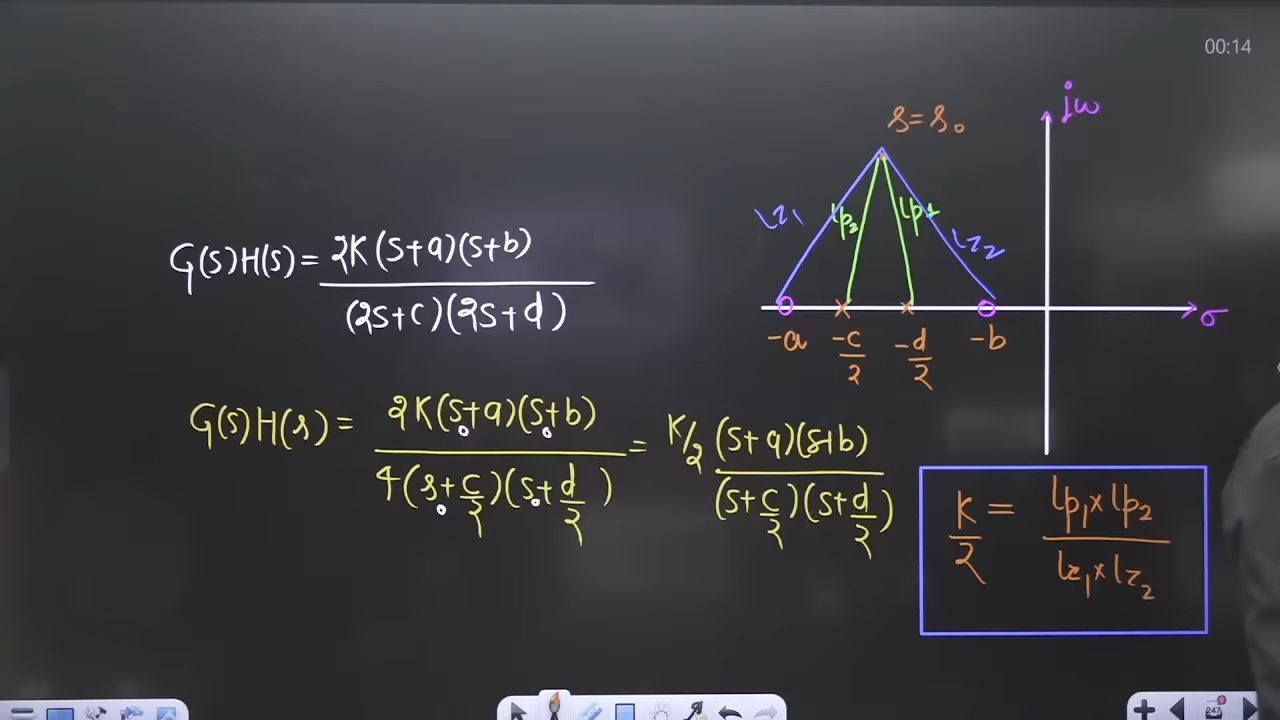 00:14
jω
s = s₀
lz₁
lp₂
lp₁
lz₂
σ
-a
-c/2
-d/2
-b
G(s)H(s) = 2K(s+a)(s+b) / (2s+c)(2s+d)
G(s)H(s) = 2K(s+a)(s+b) / 4(s+c/2)(s+d/2) = K/2 (s+a)(s+b) / (s+c/2)(s+d/2)
K/2 = lp₁×lp₂ / lz₁×lz₂
247